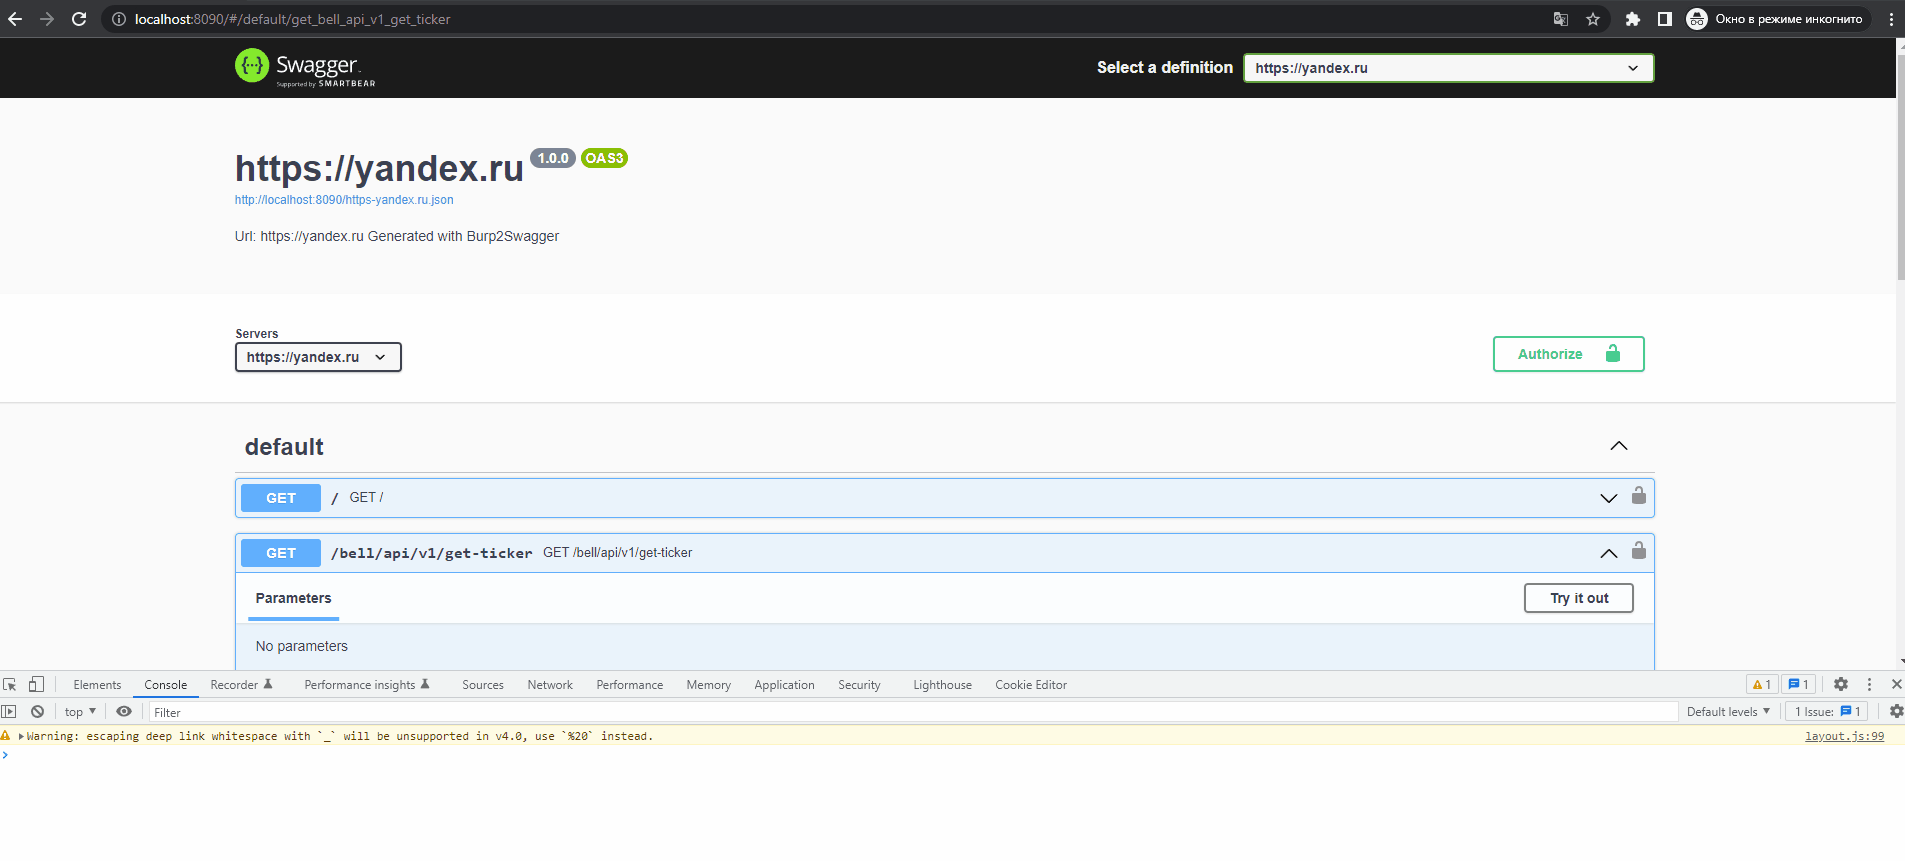 localhost:8090/#/default/get_bell_api_v1_get_ticker
Окно в режиме инкогнито
Swagger
Supported by SMARTBEAR
Select a definition
https://yandex.ru
https://yandex.ru 1.0.0 OAS3
http://localhost:8090/https-yandex.ru.json
Url: https://yandex.ru Generated with Burp2Swagger
Servers
https://yandex.ru
Authorize
default
GET / GET /
GET /bell/api/v1/get-ticker GET /bell/api/v1/get-ticker
Parameters
Try it out
No parameters
Elements Console Recorder Performance insights Sources Network Performance Memory Application Security Lighthouse Cookie Editor 1 1
top Filter Default levels 1 Issue: 1
Warning: escaping deep link whitespace with `_` will be unsupported in v4.0, use `%20` instead. layout.js:99